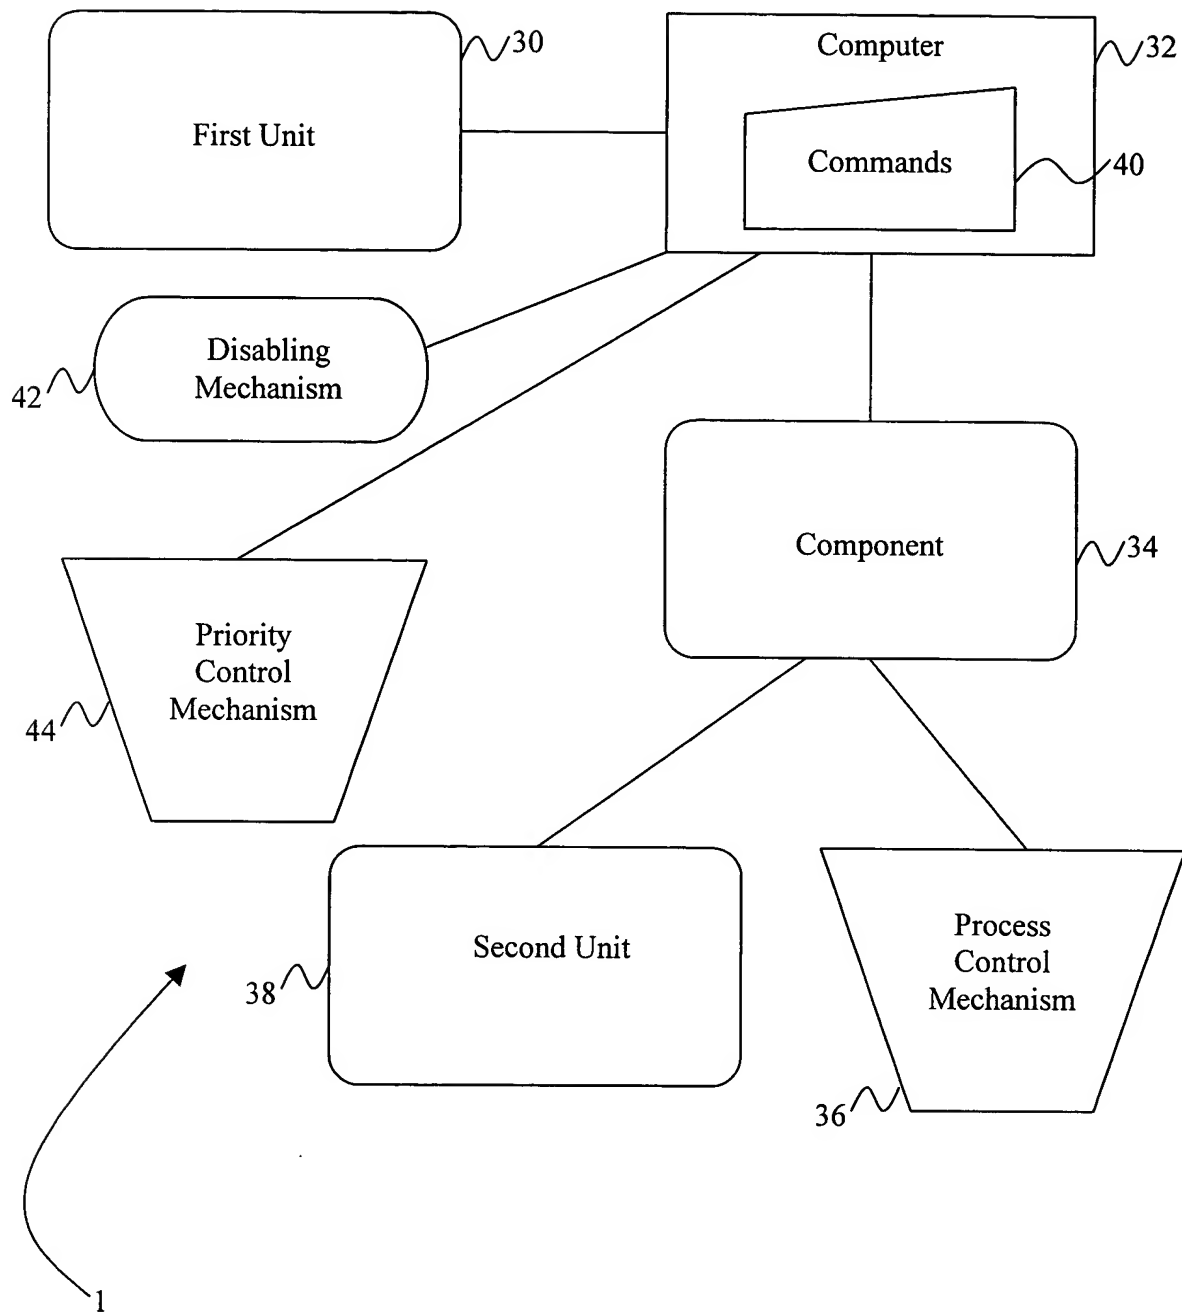 30
Computer
32
First Unit
Commands
40
Disabling
Mechanism
42
Component
34
Priority
Control
Mechanism
44
Second Unit
38
Process
Control
Mechanism
36
1